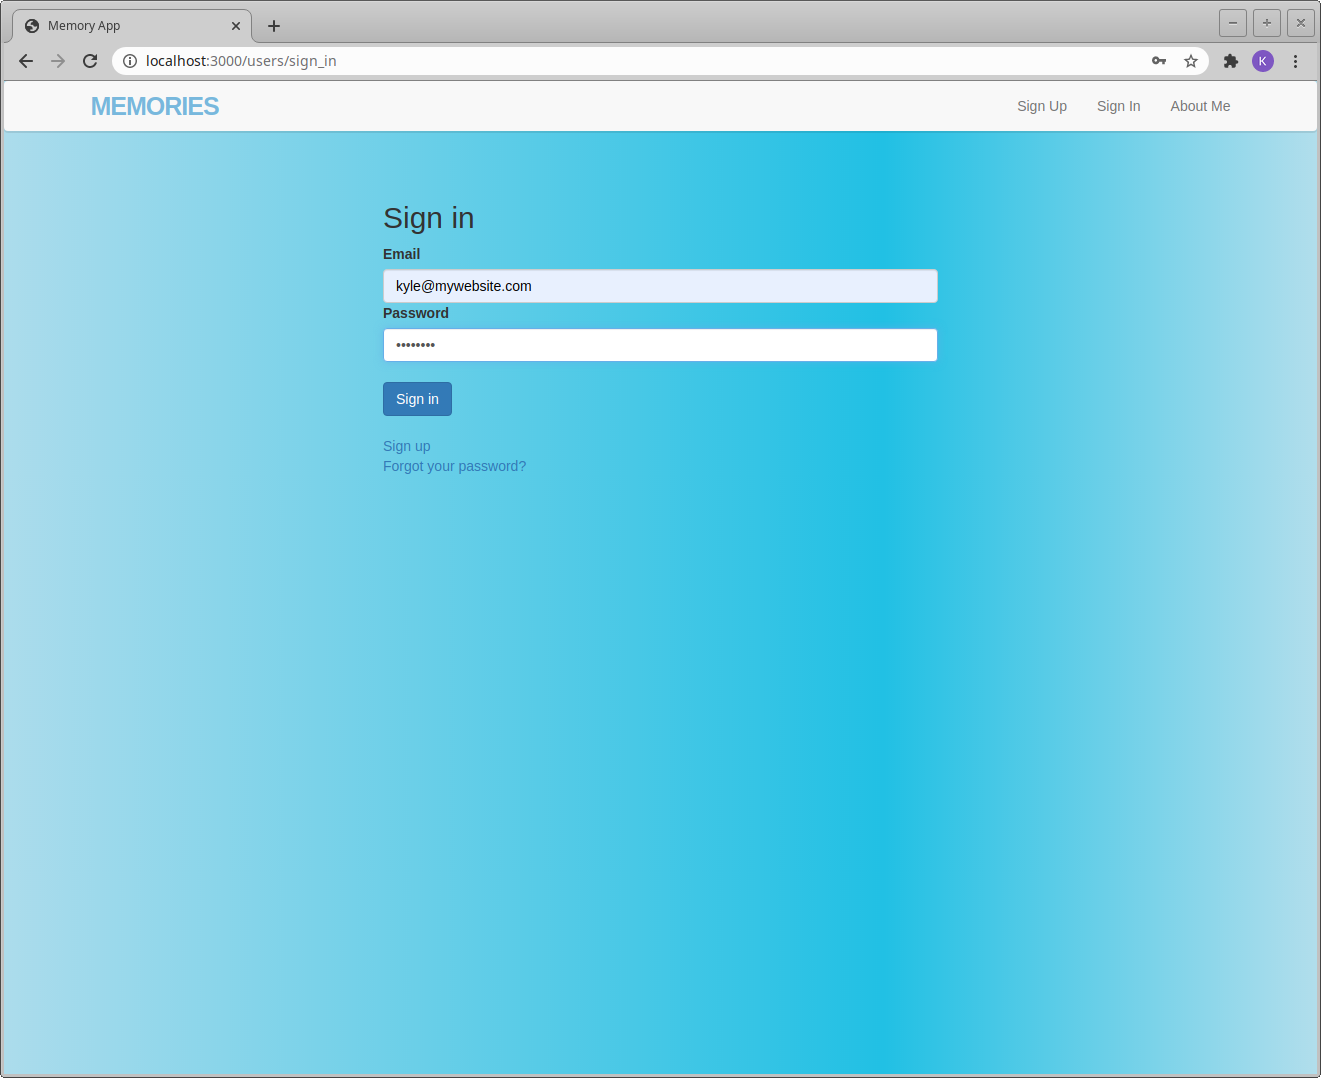 Memory App
localhost:3000/users/sign_in
K
MEMORIES
Sign Up
Sign In
About Me
Sign in
Email
kyle@mywebsite.com
Password
••••••••
Sign in
Sign up
Forgot your password?